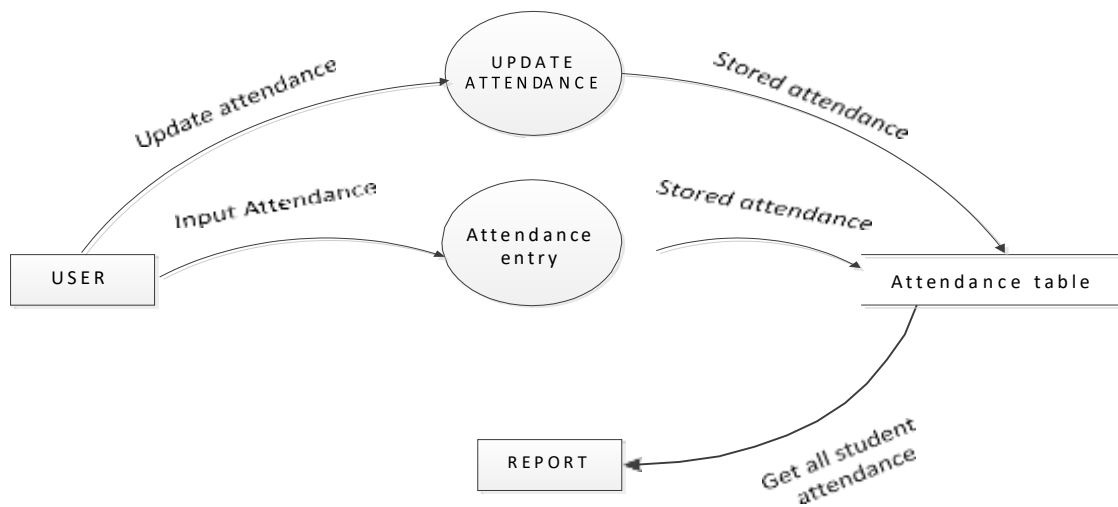 UPDATE
ATTENDANCE
Update attendance
Stored attendance
Input Attendance
Attendance
entry
Stored attendance
USER
Attendance table
REPORT
Get all student
attendance